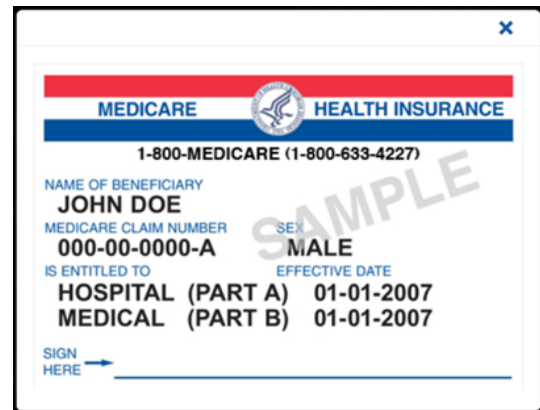 ×
MEDICARE HEALTH INSURANCE
1-800-MEDICARE (1-800-633-4227)
SAMPLE
NAME OF BENEFICIARY
JOHN DOE
MEDICARE CLAIM NUMBER SEX
000-00-0000-A MALE
IS ENTITLED TO EFFECTIVE DATE
HOSPITAL (PART A) 01-01-2007
MEDICAL (PART B) 01-01-2007
SIGN
HERE